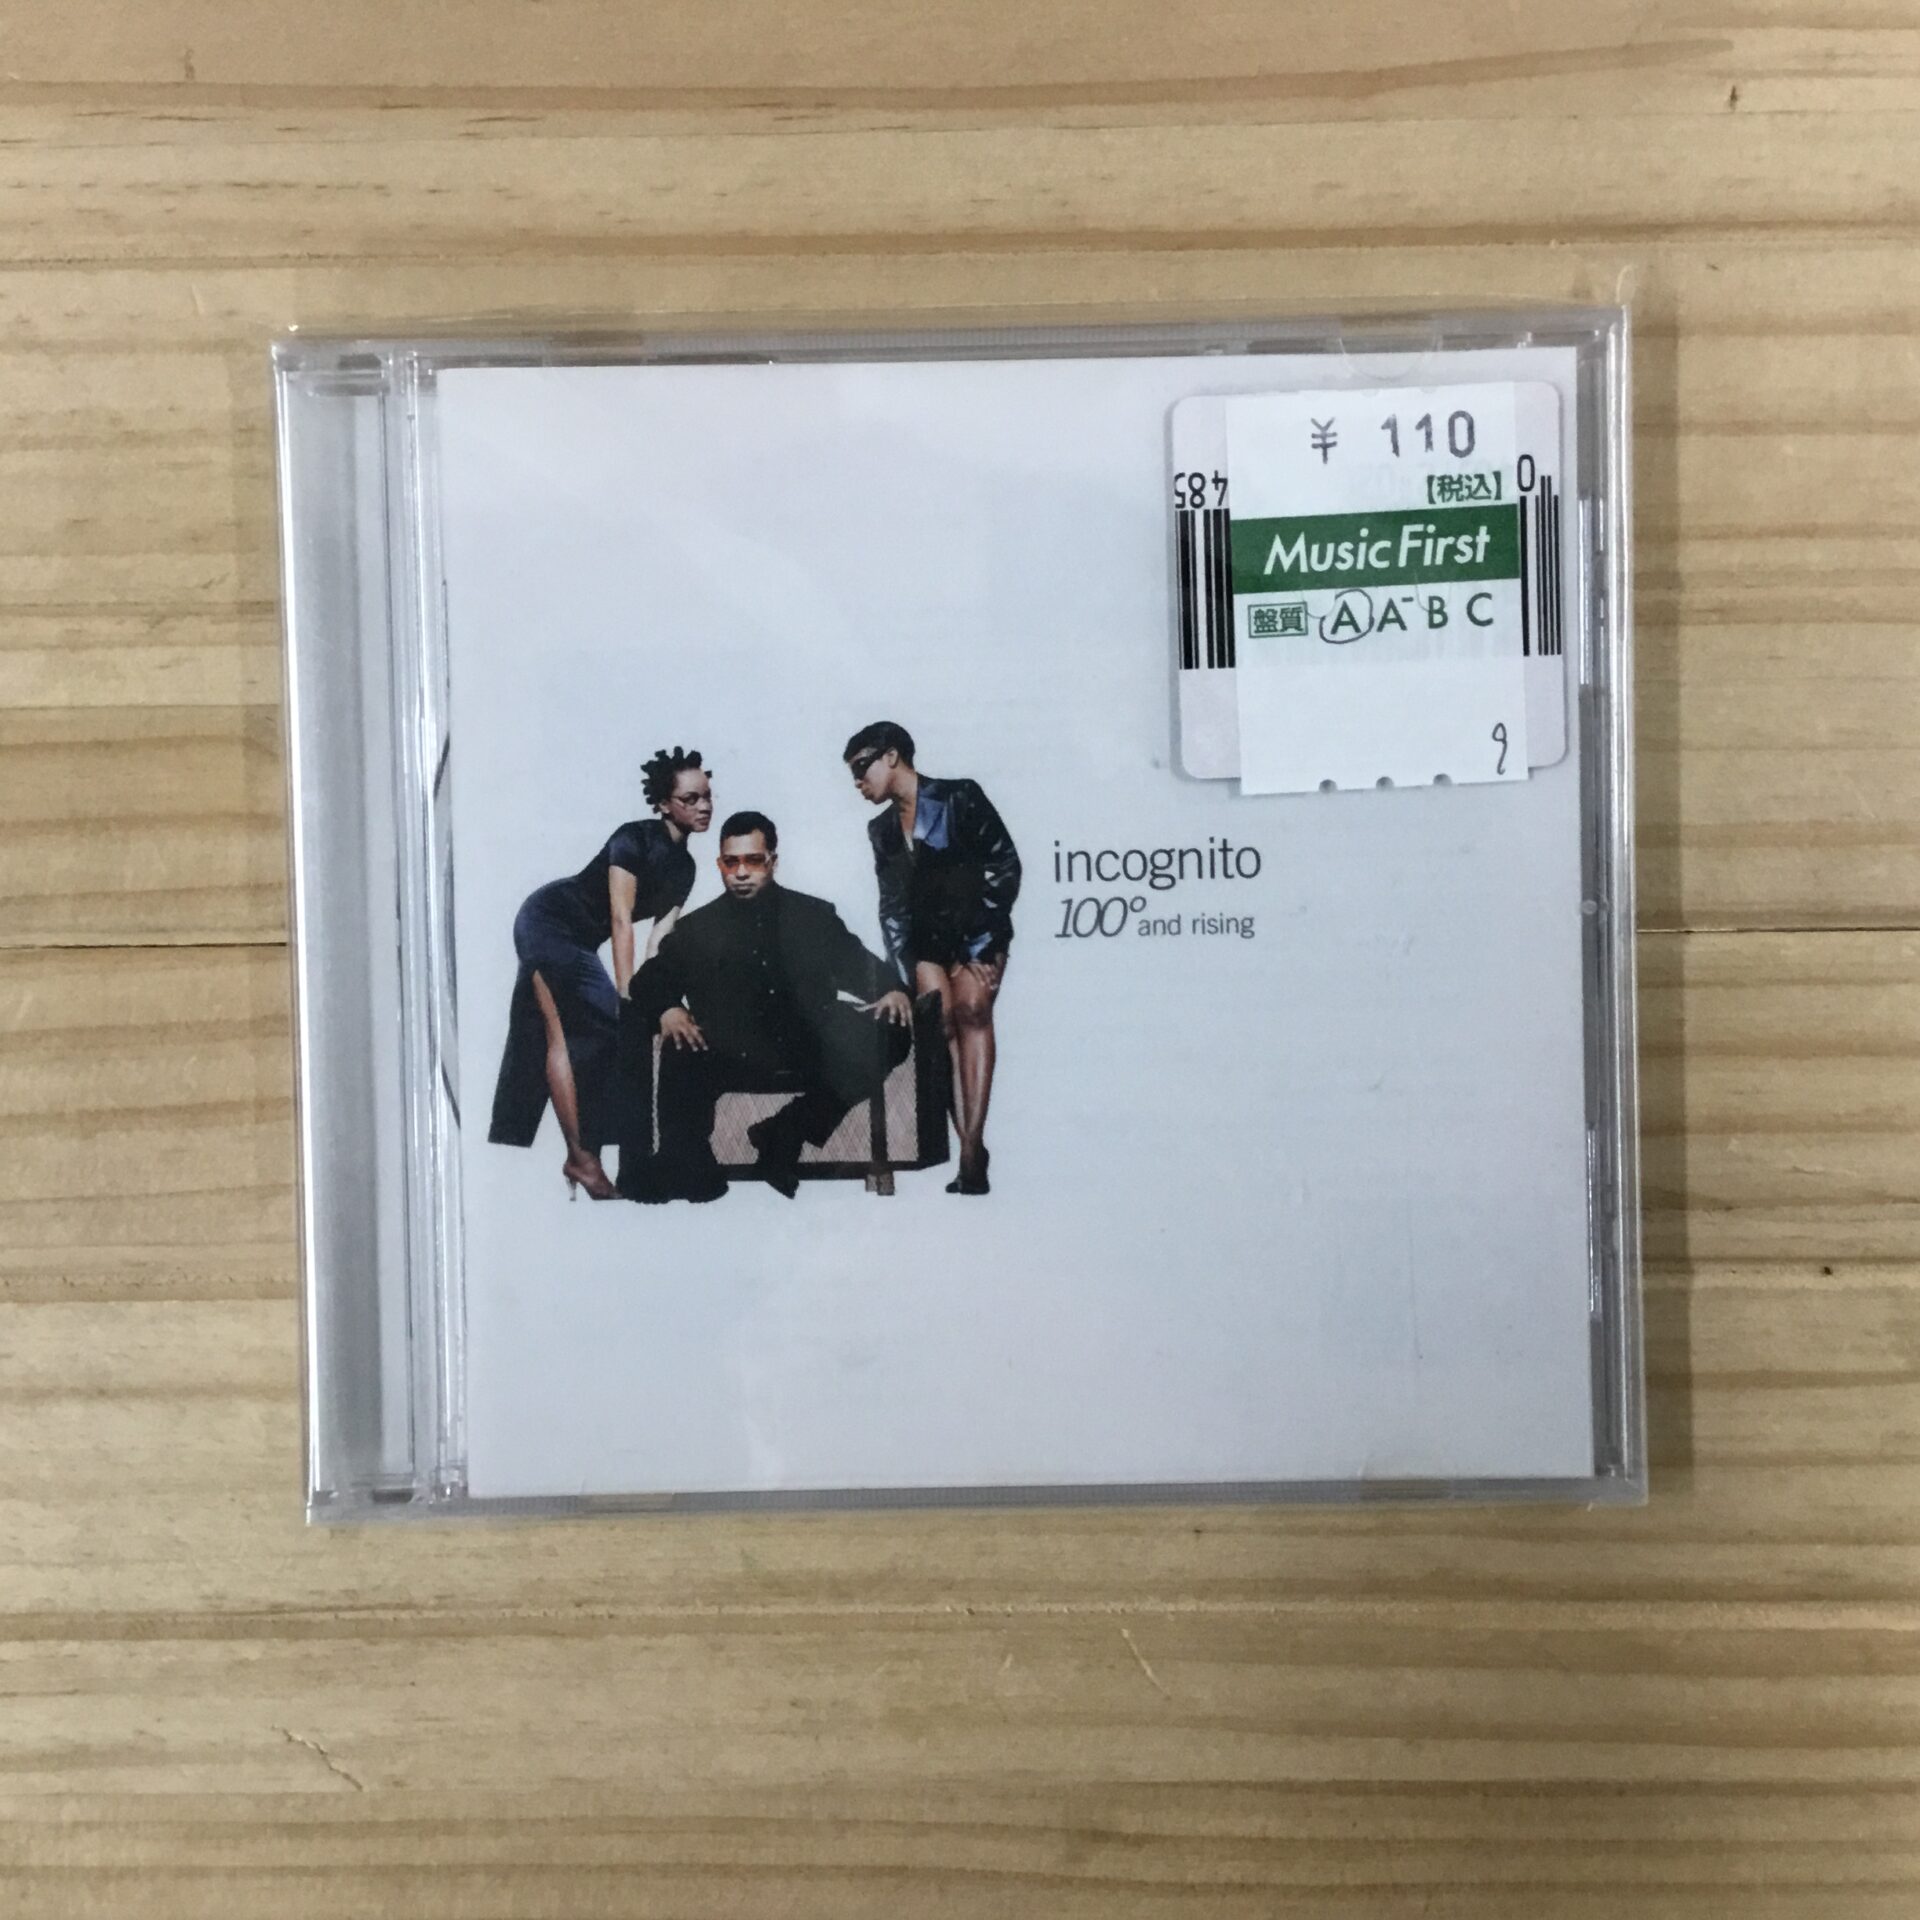 ¥ 110
【税込】
485
0
Music First
盤質 A A⁻ B C
9
incognito
100° and rising